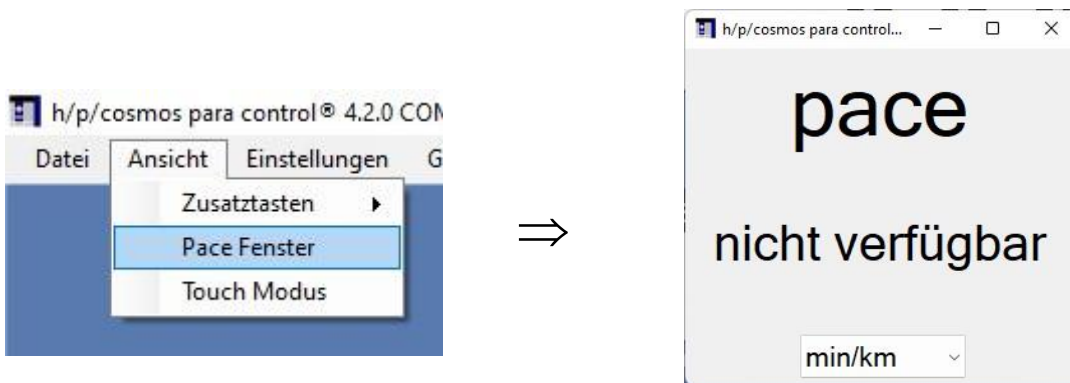 h/p/cosmos para control® 4.2.0 COM
Datei Ansicht Einstellungen G
Zusatztasten
Pace Fenster
Touch Modus
⇒
h/p/cosmos para control...
pace
nicht verfügbar
min/km